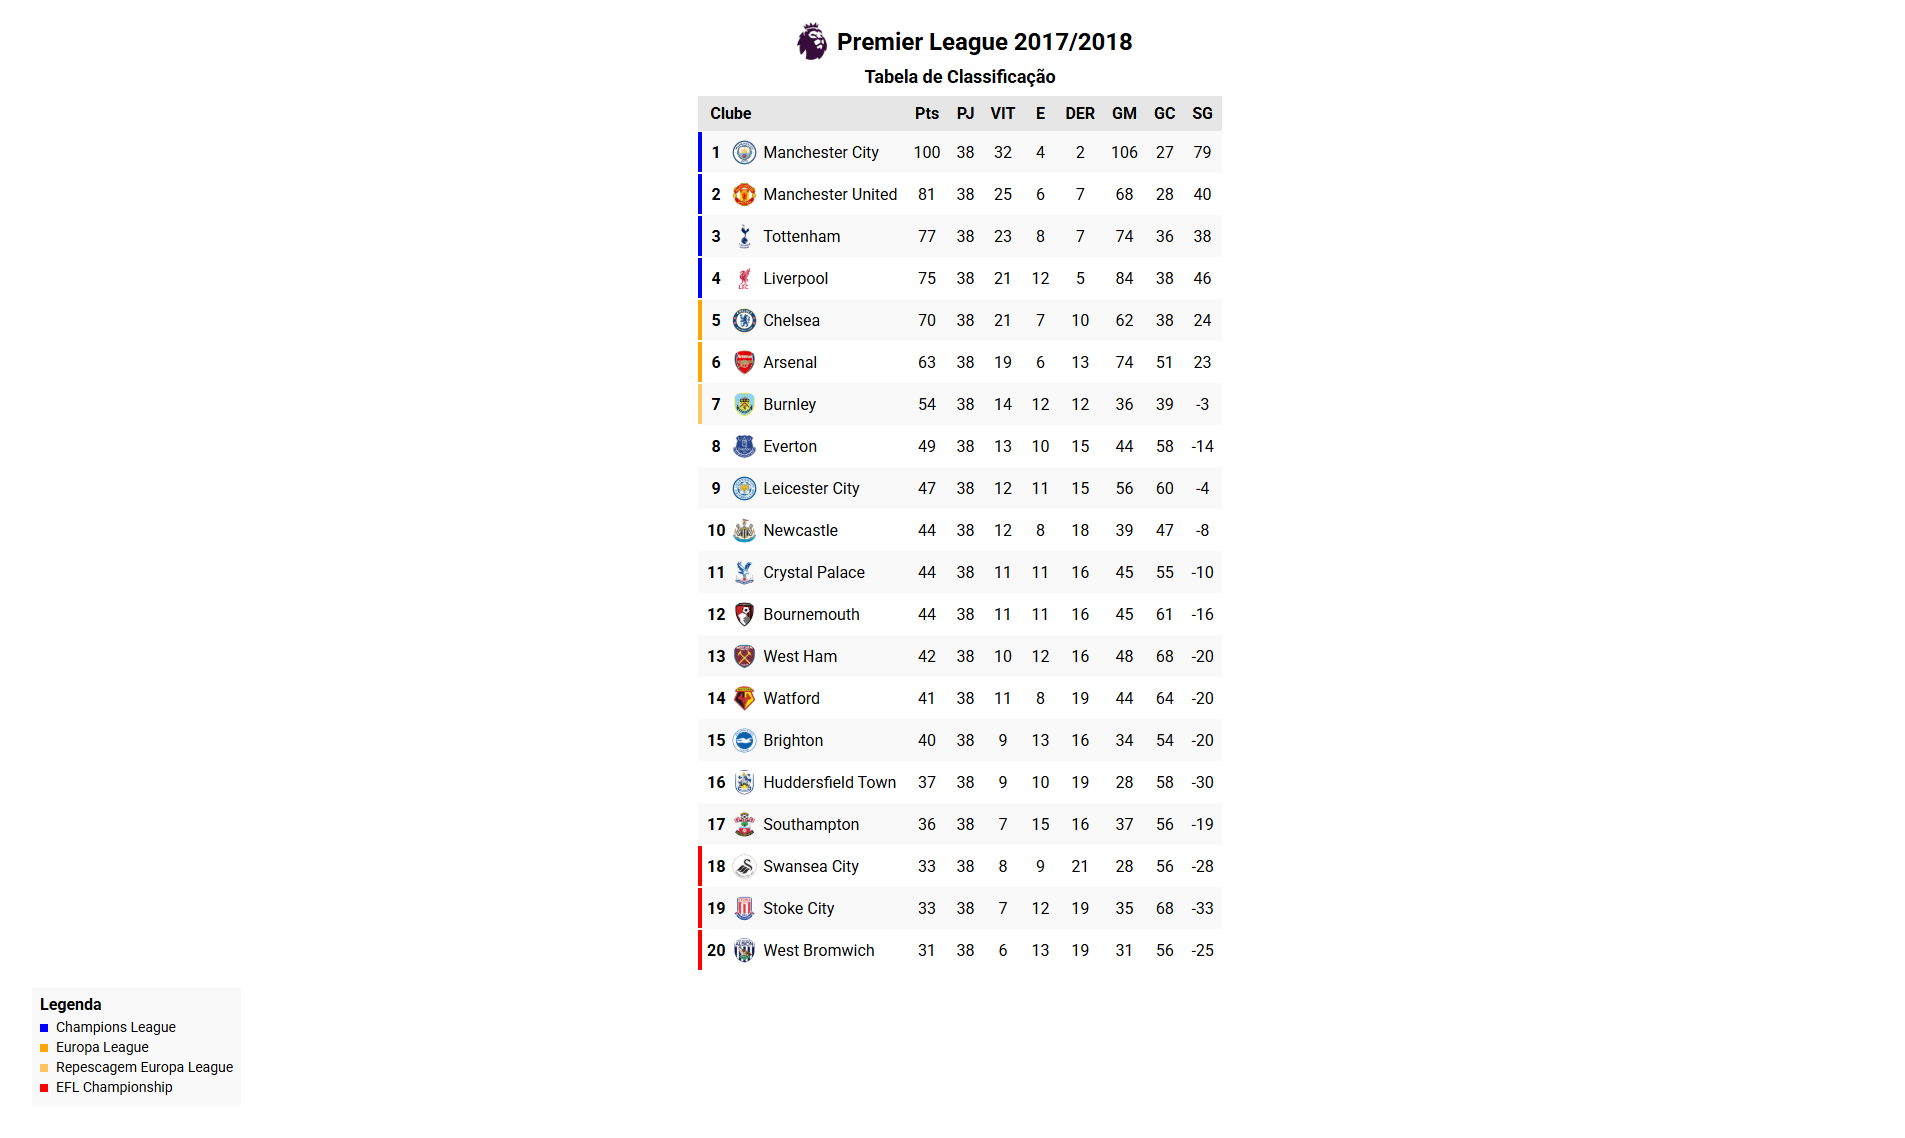 Premier League 2017/2018
Tabela de Classificação
Clube Pts PJ VIT E DER GM GC SG
1 Manchester City 100 38 32 4 2 106 27 79
2 Manchester United 81 38 25 6 7 68 28 40
3 Tottenham 77 38 23 8 7 74 36 38
4 Liverpool 75 38 21 12 5 84 38 46
5 Chelsea 70 38 21 7 10 62 38 24
6 Arsenal 63 38 19 6 13 74 51 23
7 Burnley 54 38 14 12 12 36 39 -3
8 Everton 49 38 13 10 15 44 58 -14
9 Leicester City 47 38 12 11 15 56 60 -4
10 Newcastle 44 38 12 8 18 39 47 -8
11 Crystal Palace 44 38 11 11 16 45 55 -10
12 Bournemouth 44 38 11 11 16 45 61 -16
13 West Ham 42 38 10 12 16 48 68 -20
14 Watford 41 38 11 8 19 44 64 -20
15 Brighton 40 38 9 13 16 34 54 -20
16 Huddersfield Town 37 38 9 10 19 28 58 -30
17 Southampton 36 38 7 15 16 37 56 -19
18 Swansea City 33 38 8 9 21 28 56 -28
19 Stoke City 33 38 7 12 19 35 68 -33
20 West Bromwich 31 38 6 13 19 31 56 -25
Legenda
Champions League
Europa League
Repescagem Europa League
EFL Championship